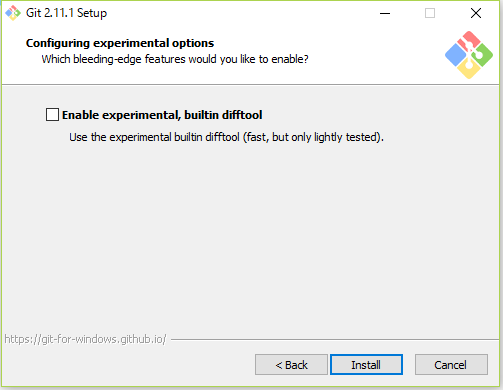 Git 2.11.1 Setup
Configuring experimental options
Which bleeding-edge features would you like to enable?
Enable experimental, builtin difftool
Use the experimental builtin difftool (fast, but only lightly tested).
https://git-for-windows.github.io/
< Back Install Cancel